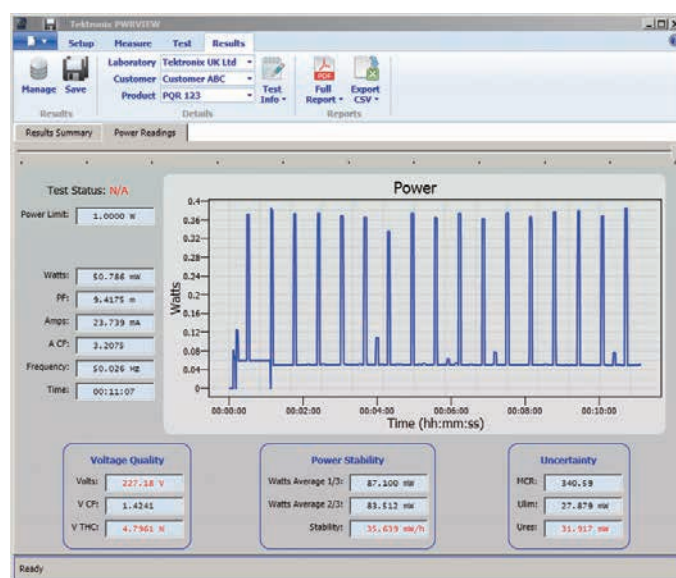 Tektronix PWRVIEW
Setup Measure Test Results
Laboratory Tektronix UK Ltd
Customer Customer ABC
Product PQR 123
Manage Save
Test Info
Full Report
Export CSV
Results Details Reports
Results Summary Power Readings
Test Status: N/A
Power Limit: 1.0000 W
Watts: 50.786 mW
PF: 9.4175 m
Amps: 23.739 mA
A CF: 3.2075
Frequency: 50.026 HZ
Time: 00:11:07
Power
Watts
0.4
0.36
0.32
0.28
0.24
0.2
0.16
0.12
0.08
0.04
0
00:00:00 00:02:00 00:04:00 00:06:00 00:08:00 00:10:00
Time (hh:mm:ss)
Voltage Quality
Volts: 227.18 V
V CF: 1.4241
V THC: 4.7961
Power Stability
Watts Average 1/3: 87.100 mW
Watts Average 2/3: 83.512 mW
Stability: 35.639 mW/h
Uncertainty
MCR: 340.59
Ulim: 27.879 mW
Ures: 31.917 mW
Ready